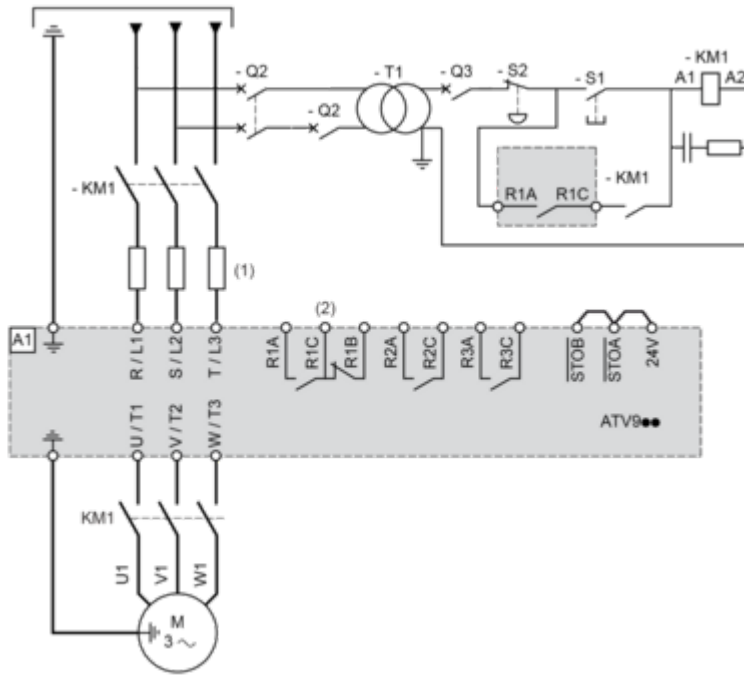 - Q2
- T1
- Q3
- S2
- S1
- KM1
A1
A2
- Q2
- KM1
R1A
R1C
- KM1
(1)
(2)
A1
R / L1
S / L2
T / L3
R1A
R1C
R1B
R2A
R2C
R3A
R3C
STOB
STOA
24V
U / T1
V / T2
W / T3
ATV9●●
KM1
U1
V1
W1
M
3 ~